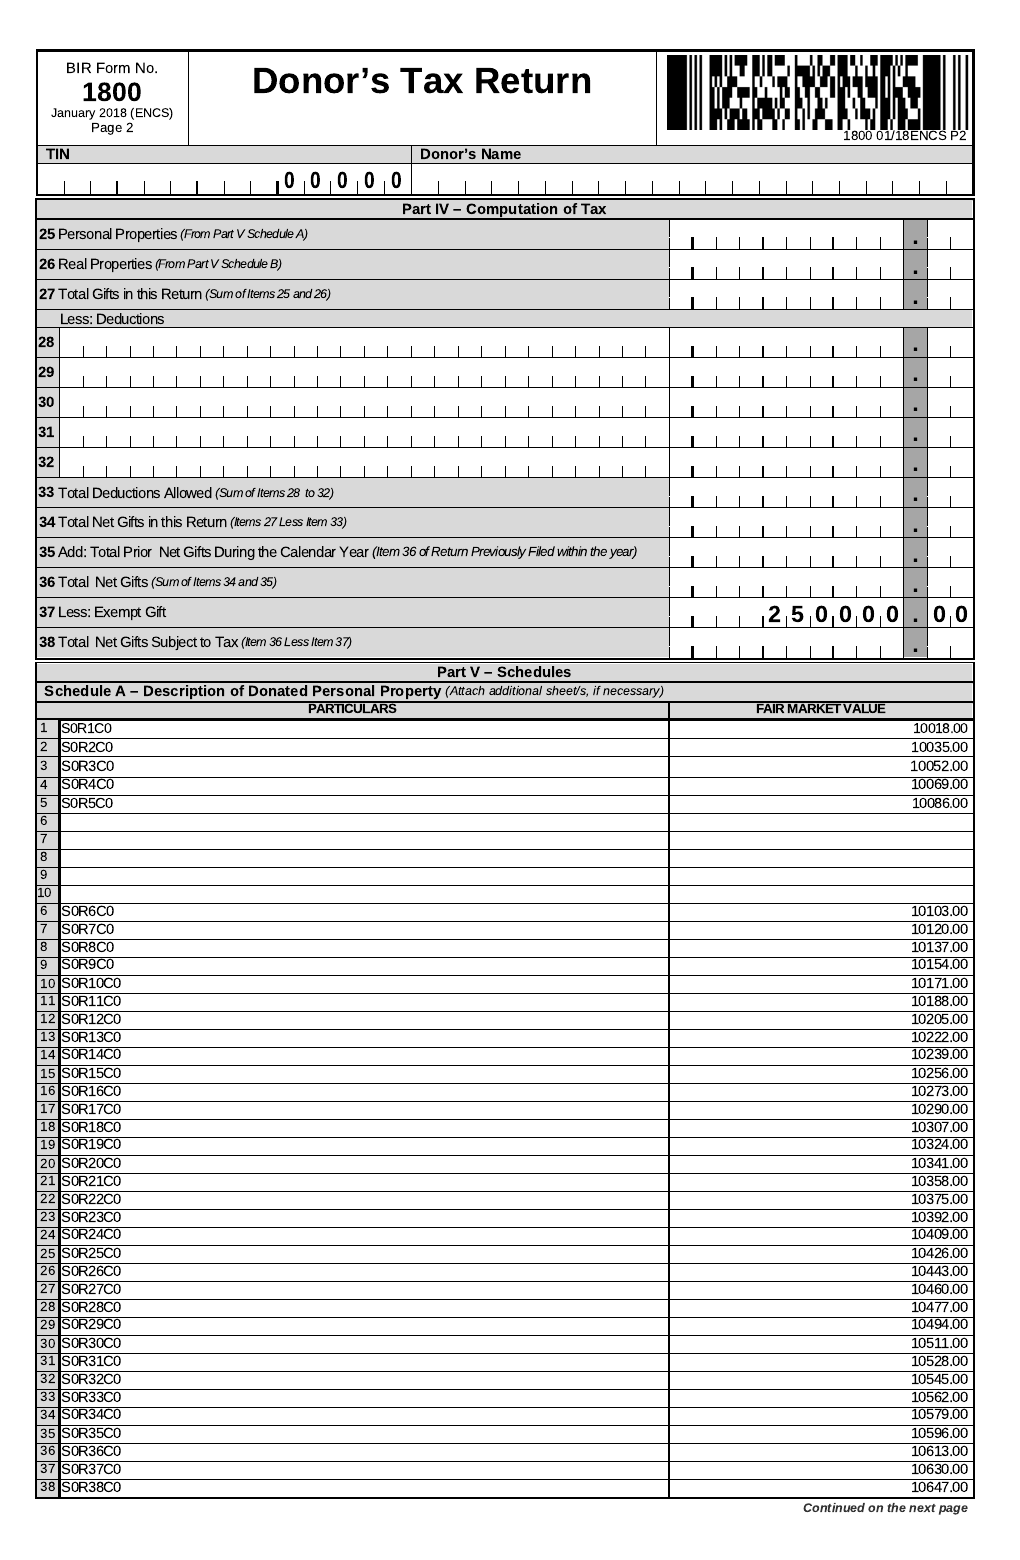 BIR Form No.
1800
January 2018 (ENCS)
Page 2
Donor’s Tax Return
1800 01/18ENCS P2
TIN Donor’s Name
0 0 0 0 0
Part IV – Computation of Tax
25 Personal Properties (From Part V Schedule A) .
26 Real Properties (From Part V Schedule B) .
27 Total Gifts in this Return (Sum of Items 25 and 26) .
Less: Deductions
28 .
29 .
30 .
31 .
32 .
33 Total Deductions Allowed (Sum of Items 28 to 32) .
34 Total Net Gifts in this Return (Items 27 Less Item 33) .
35 Add: Total Prior Net Gifts During the Calendar Year (Item 36 of Return Previously Filed within the year) .
36 Total Net Gifts (Sum of Items 34 and 35) .
37 Less: Exempt Gift 2 5 0 0 0 0 . 0 0
38 Total Net Gifts Subject to Tax (Item 36 Less Item 37) .
Part V – Schedules
Schedule A – Description of Donated Personal Property (Attach additional sheet/s, if necessary)
PARTICULARS FAIR MARKET VALUE
1 S0R1C0 10018.00
2 S0R2C0 10035.00
3 S0R3C0 10052.00
4 S0R4C0 10069.00
5 S0R5C0 10086.00
6
7
8
9
10
6 S0R6C0 10103.00
7 S0R7C0 10120.00
8 S0R8C0 10137.00
9 S0R9C0 10154.00
10 S0R10C0 10171.00
11 S0R11C0 10188.00
12 S0R12C0 10205.00
13 S0R13C0 10222.00
14 S0R14C0 10239.00
15 S0R15C0 10256.00
16 S0R16C0 10273.00
17 S0R17C0 10290.00
18 S0R18C0 10307.00
19 S0R19C0 10324.00
20 S0R20C0 10341.00
21 S0R21C0 10358.00
22 S0R22C0 10375.00
23 S0R23C0 10392.00
24 S0R24C0 10409.00
25 S0R25C0 10426.00
26 S0R26C0 10443.00
27 S0R27C0 10460.00
28 S0R28C0 10477.00
29 S0R29C0 10494.00
30 S0R30C0 10511.00
31 S0R31C0 10528.00
32 S0R32C0 10545.00
33 S0R33C0 10562.00
34 S0R34C0 10579.00
35 S0R35C0 10596.00
36 S0R36C0 10613.00
37 S0R37C0 10630.00
38 S0R38C0 10647.00
Continued on the next page